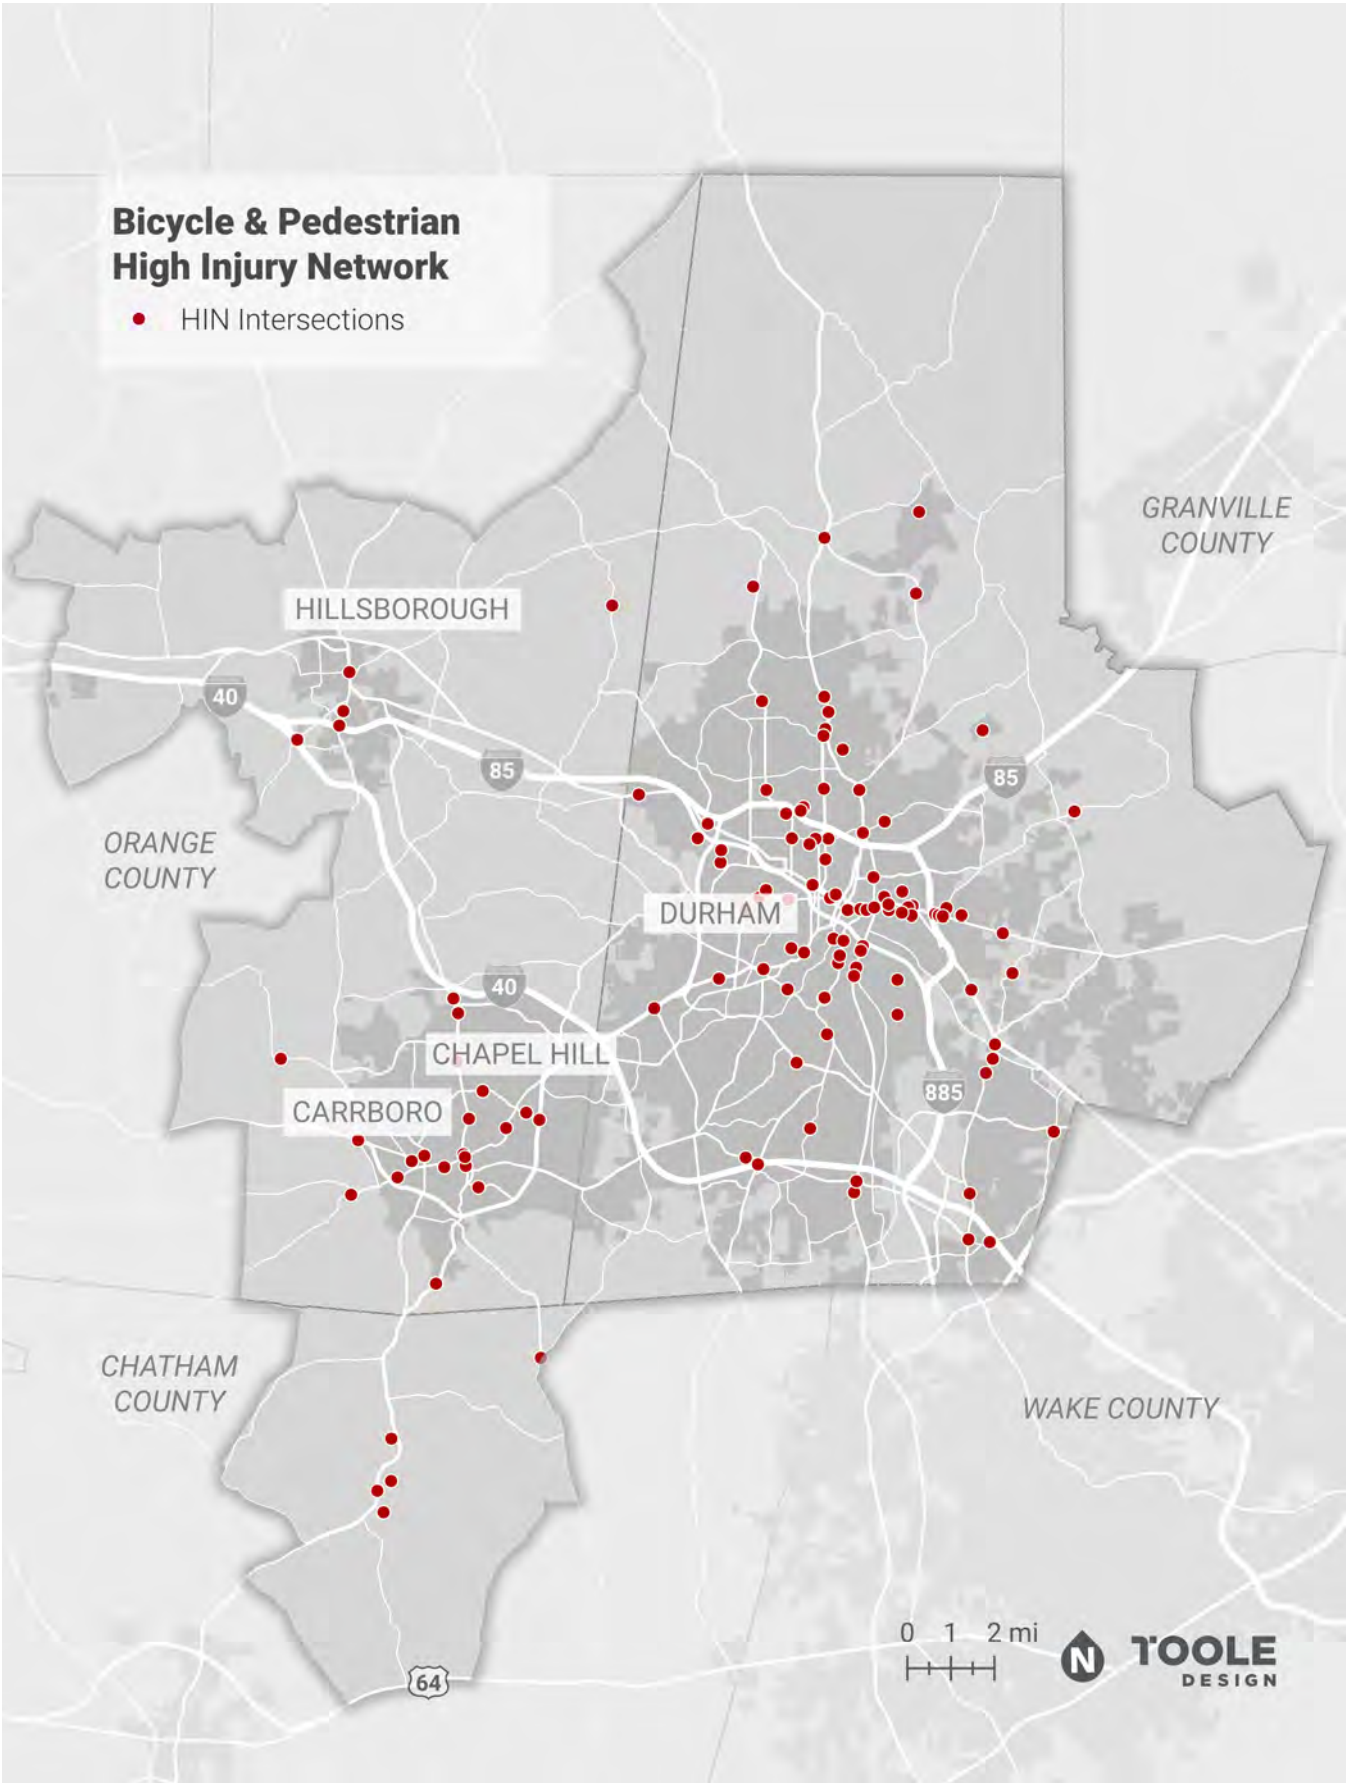 Bicycle & Pedestrian
High Injury Network
HIN Intersections
GRANVILLE
COUNTY
HILLSBOROUGH
40
85
85
ORANGE
COUNTY
DURHAM
40
CHAPEL HILL
885
CARRBORO
CHATHAM
COUNTY
WAKE COUNTY
0 1 2 mi
N
TOOLE
DESIGN
64